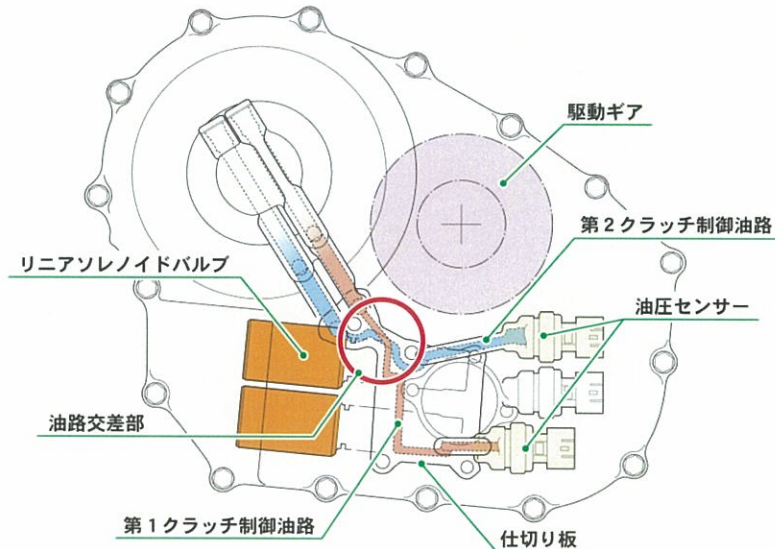 駆動ギア
第2クラッチ制御油路
リニアソレノイドバルブ
油圧センサー
油路交差部
第1クラッチ制御油路
仕切り板